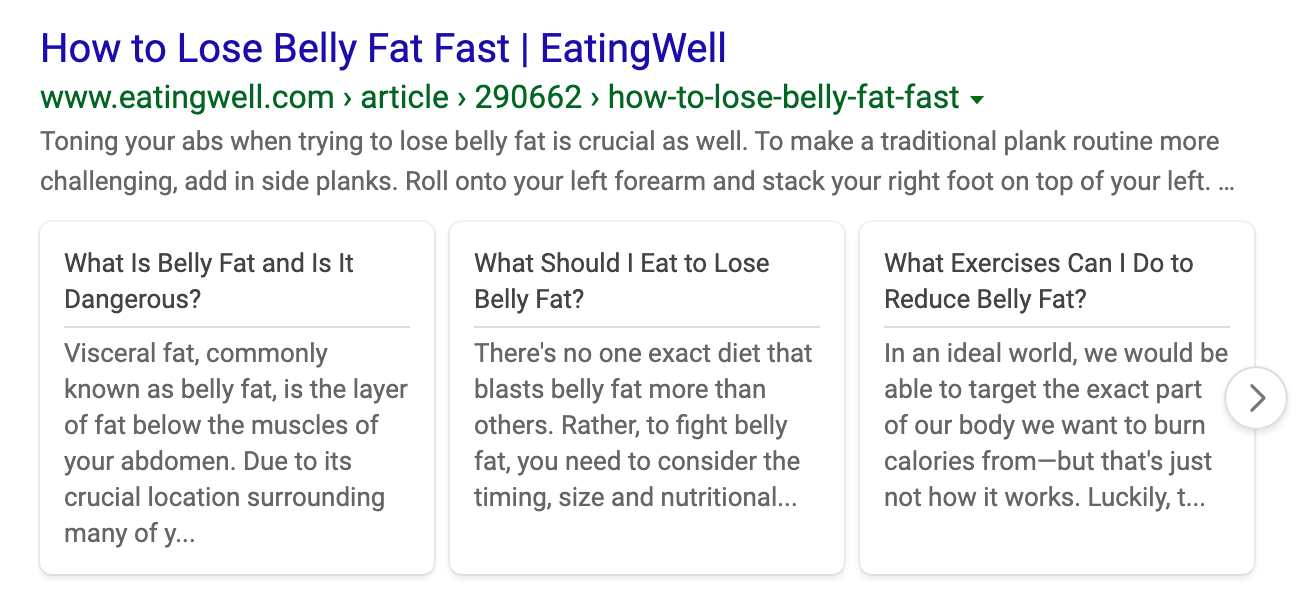 How to Lose Belly Fat Fast | EatingWell
www.eatingwell.com › article › 290662 › how-to-lose-belly-fat-fast
Toning your abs when trying to lose belly fat is crucial as well. To make a traditional plank routine more
challenging, add in side planks. Roll onto your left forearm and stack your right foot on top of your left. ...
What Is Belly Fat and Is It
Dangerous?
Visceral fat, commonly
known as belly fat, is the layer
of fat below the muscles of
your abdomen. Due to its
crucial location surrounding
many of y...
What Should I Eat to Lose
Belly Fat?
There's no one exact diet that
blasts belly fat more than
others. Rather, to fight belly
fat, you need to consider the
timing, size and nutritional...
What Exercises Can I Do to
Reduce Belly Fat?
In an ideal world, we would be
able to target the exact part
of our body we want to burn
calories from—but that's just
not how it works. Luckily, t...